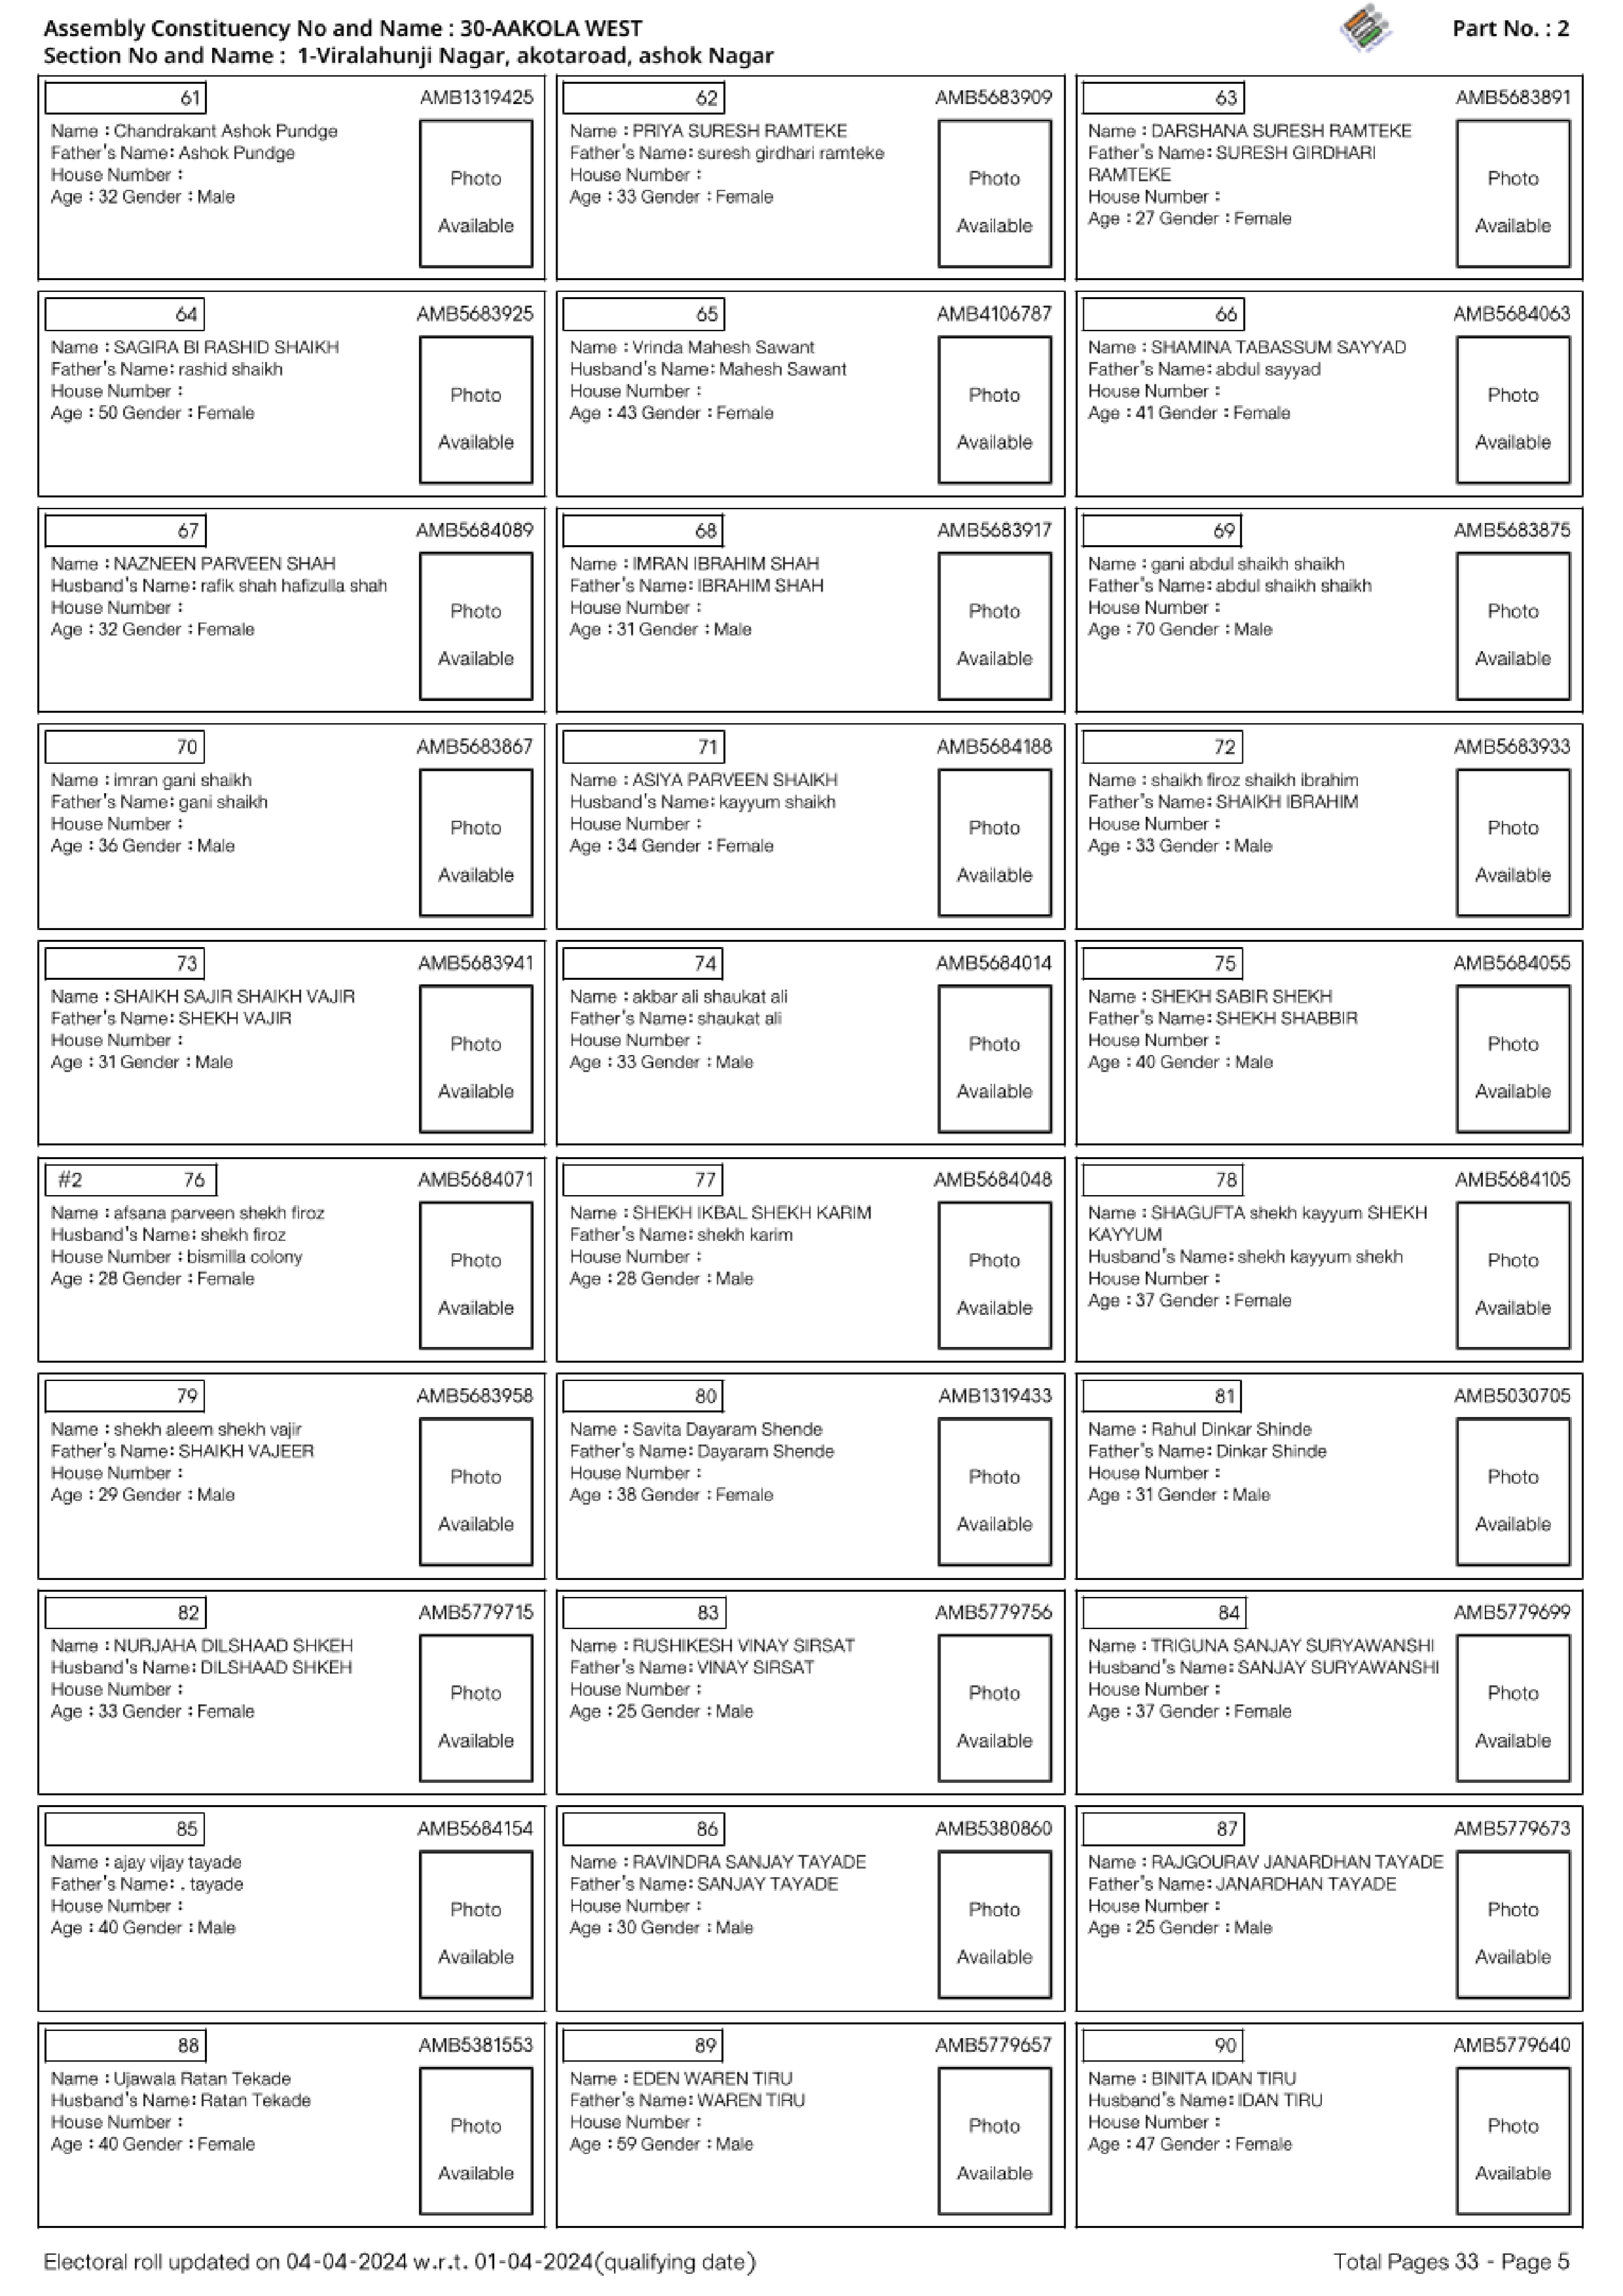 Assembly Constituency No and Name : 30-AAKOLA WEST
Part No. : 2
Section No and Name : 1-Viralahunji Nagar, akotaroad, ashok Nagar
61 AMB1319425
Name : Chandrakant Ashok Pundge
Father's Name: Ashok Pundge
House Number :
Age : 32 Gender : Male
Photo
Available
62 AMB5683909
Name : PRIYA SURESH RAMTEKE
Father's Name: suresh girdhari ramteke
House Number :
Age : 33 Gender : Female
Photo
Available
63 AMB5683891
Name : DARSHANA SURESH RAMTEKE
Father's Name: SURESH GIRDHARI
RAMTEKE
House Number :
Age : 27 Gender : Female
Photo
Available
64 AMB5683925
Name : SAGIRA BI RASHID SHAIKH
Father's Name: rashid shaikh
House Number :
Age : 50 Gender : Female
Photo
Available
65 AMB4106787
Name : Vrinda Mahesh Sawant
Husband's Name: Mahesh Sawant
House Number :
Age : 43 Gender : Female
Photo
Available
66 AMB5684063
Name : SHAMINA TABASSUM SAYYAD
Father's Name: abdul sayyad
House Number :
Age : 41 Gender : Female
Photo
Available
67 AMB5684089
Name : NAZNEEN PARVEEN SHAH
Husband's Name: rafik shah hafizulla shah
House Number :
Age : 32 Gender : Female
Photo
Available
68 AMB5683917
Name : IMRAN IBRAHIM SHAH
Father's Name: IBRAHIM SHAH
House Number :
Age : 31 Gender : Male
Photo
Available
69 AMB5683875
Name : gani abdul shaikh shaikh
Father's Name: abdul shaikh shaikh
House Number :
Age : 70 Gender : Male
Photo
Available
70 AMB5683867
Name : imran gani shaikh
Father's Name: gani shaikh
House Number :
Age : 36 Gender : Male
Photo
Available
71 AMB5684188
Name : ASIYA PARVEEN SHAIKH
Husband's Name: kayyum shaikh
House Number :
Age : 34 Gender : Female
Photo
Available
72 AMB5683933
Name : shaikh firoz shaikh ibrahim
Father's Name: SHAIKH IBRAHIM
House Number :
Age : 33 Gender : Male
Photo
Available
73 AMB5683941
Name : SHAIKH SAJIR SHAIKH VAJIR
Father's Name: SHEKH VAJIR
House Number :
Age : 31 Gender : Male
Photo
Available
74 AMB5684014
Name : akbar ali shaukat ali
Father's Name: shaukat ali
House Number :
Age : 33 Gender : Male
Photo
Available
75 AMB5684055
Name : SHEKH SABIR SHEKH
Father's Name: SHEKH SHABBIR
House Number :
Age : 40 Gender : Male
Photo
Available
#2 76 AMB5684071
Name : afsana parveen shekh firoz
Husband's Name: shekh firoz
House Number : bismilla colony
Age : 28 Gender : Female
Photo
Available
77 AMB5684048
Name : SHEKH IKBAL SHEKH KARIM
Father's Name: shekh karim
House Number :
Age : 28 Gender : Male
Photo
Available
78 AMB5684105
Name : SHAGUFTA shekh kayyum SHEKH
KAYYUM
Husband's Name: shekh kayyum shekh
House Number :
Age : 37 Gender : Female
Photo
Available
79 AMB5683958
Name : shekh aleem shekh vajir
Father's Name: SHAIKH VAJEER
House Number :
Age : 29 Gender : Male
Photo
Available
80 AMB1319433
Name : Savita Dayaram Shende
Father's Name: Dayaram Shende
House Number :
Age : 38 Gender : Female
Photo
Available
81 AMB5030705
Name : Rahul Dinkar Shinde
Father's Name: Dinkar Shinde
House Number :
Age : 31 Gender : Male
Photo
Available
82 AMB5779715
Name : NURJAHA DILSHAAD SHKEH
Husband's Name: DILSHAAD SHKEH
House Number :
Age : 33 Gender : Female
Photo
Available
83 AMB5779756
Name : RUSHIKESH VINAY SIRSAT
Father's Name: VINAY SIRSAT
House Number :
Age : 25 Gender : Male
Photo
Available
84 AMB5779699
Name : TRIGUNA SANJAY SURYAWANSHI
Husband's Name: SANJAY SURYAWANSHI
House Number :
Age : 37 Gender : Female
Photo
Available
85 AMB5684154
Name : ajay vijay tayade
Father's Name: . tayade
House Number :
Age : 40 Gender : Male
Photo
Available
86 AMB5380860
Name : RAVINDRA SANJAY TAYADE
Father's Name: SANJAY TAYADE
House Number :
Age : 30 Gender : Male
Photo
Available
87 AMB5779673
Name : RAJGOURAV JANARDHAN TAYADE
Father's Name: JANARDHAN TAYADE
House Number :
Age : 25 Gender : Male
Photo
Available
88 AMB5381553
Name : Ujawala Ratan Tekade
Husband's Name: Ratan Tekade
House Number :
Age : 40 Gender : Female
Photo
Available
89 AMB5779657
Name : EDEN WAREN TIRU
Father's Name: WAREN TIRU
House Number :
Age : 59 Gender : Male
Photo
Available
90 AMB5779640
Name : BINITA IDAN TIRU
Husband's Name: IDAN TIRU
House Number :
Age : 47 Gender : Female
Photo
Available
Electoral roll updated on 04-04-2024 w.r.t. 01-04-2024(qualifying date)
Total Pages 33 - Page 5